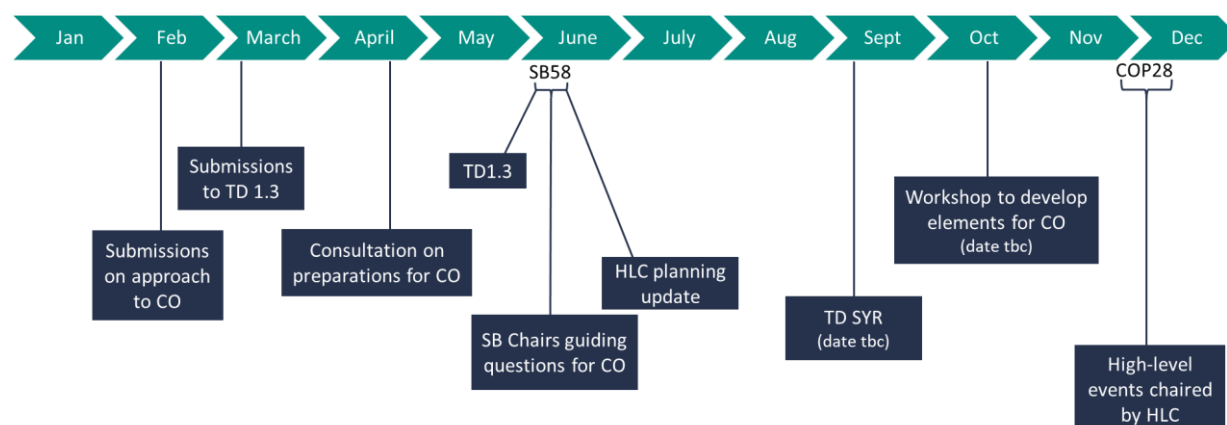 Jan Feb March April May June July Aug Sept Oct Nov Dec
SB58
COP28
Submissions
to TD 1.3
TD1.3
Workshop to develop
elements for CO
(date tbc)
Submissions
on approach
to CO
Consultation on
preparations for CO
HLC planning
update
TD SYR
(date tbc)
SB Chairs guiding
questions for CO
High-level
events chaired
by HLC